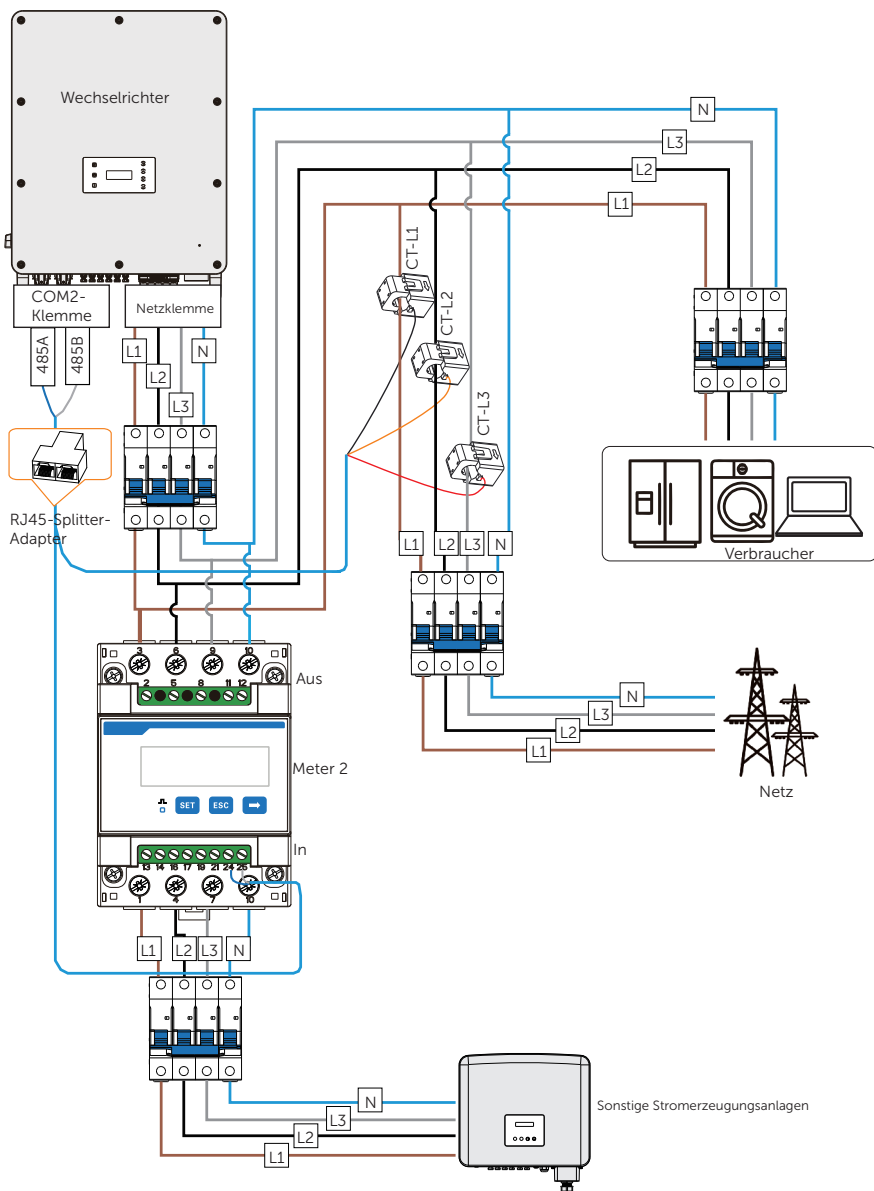 Wechselrichter
N
L3
L2
L1
COM2-
Klemme
Netzklemme
485A
485B
L1
N
L2
L3
CT-L1
CT-L2
CT-L3
RJ45-Splitter-
Adapter
Verbraucher
L1
L2
L3
N
3
6
9
10
Aus
2
5
8
11
12
N
L3
L2
L1
Meter 2
SET
ESC
Netz
In
13
14
16
17
19
21
24
25
1
4
7
10
L1
L2
L3
N
N
L3
L2
L1
Sonstige Stromerzeugungsanlagen